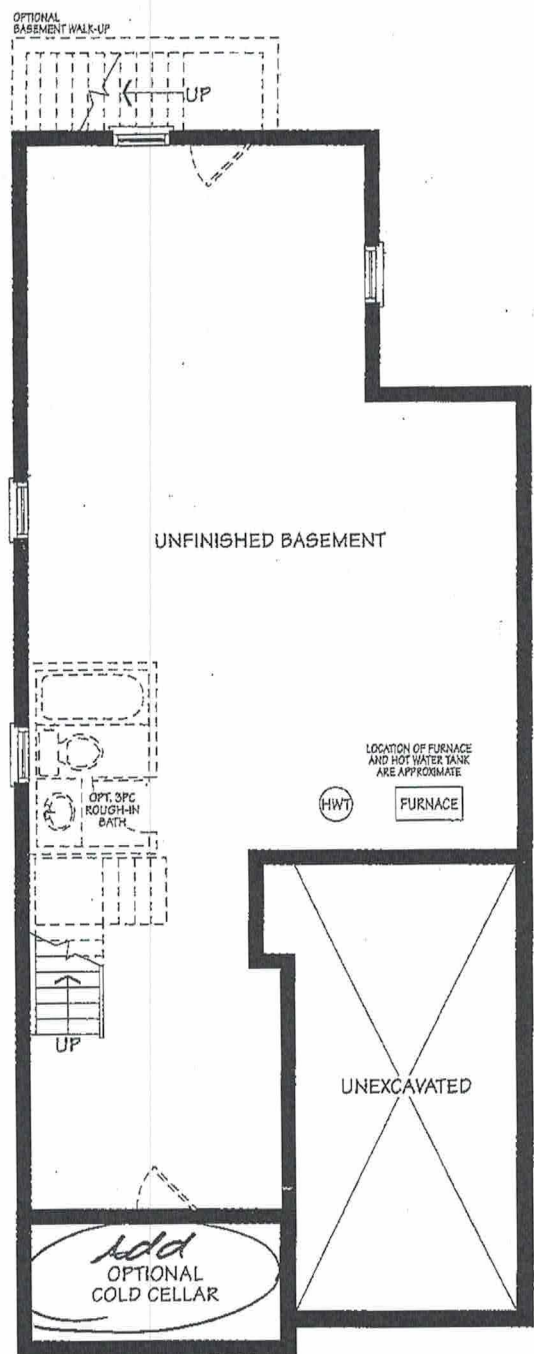 OPTIONAL
BASEMENT WALK-UP
UP
UNFINISHED BASEMENT
LOCATION OF FURNACE
AND HOT WATER TANK
ARE APPROXIMATE
HWT
FURNACE
OPT. 3PC
ROUGH-IN
BATH
UP
UNEXCAVATED
Add
OPTIONAL
COLD CELLAR